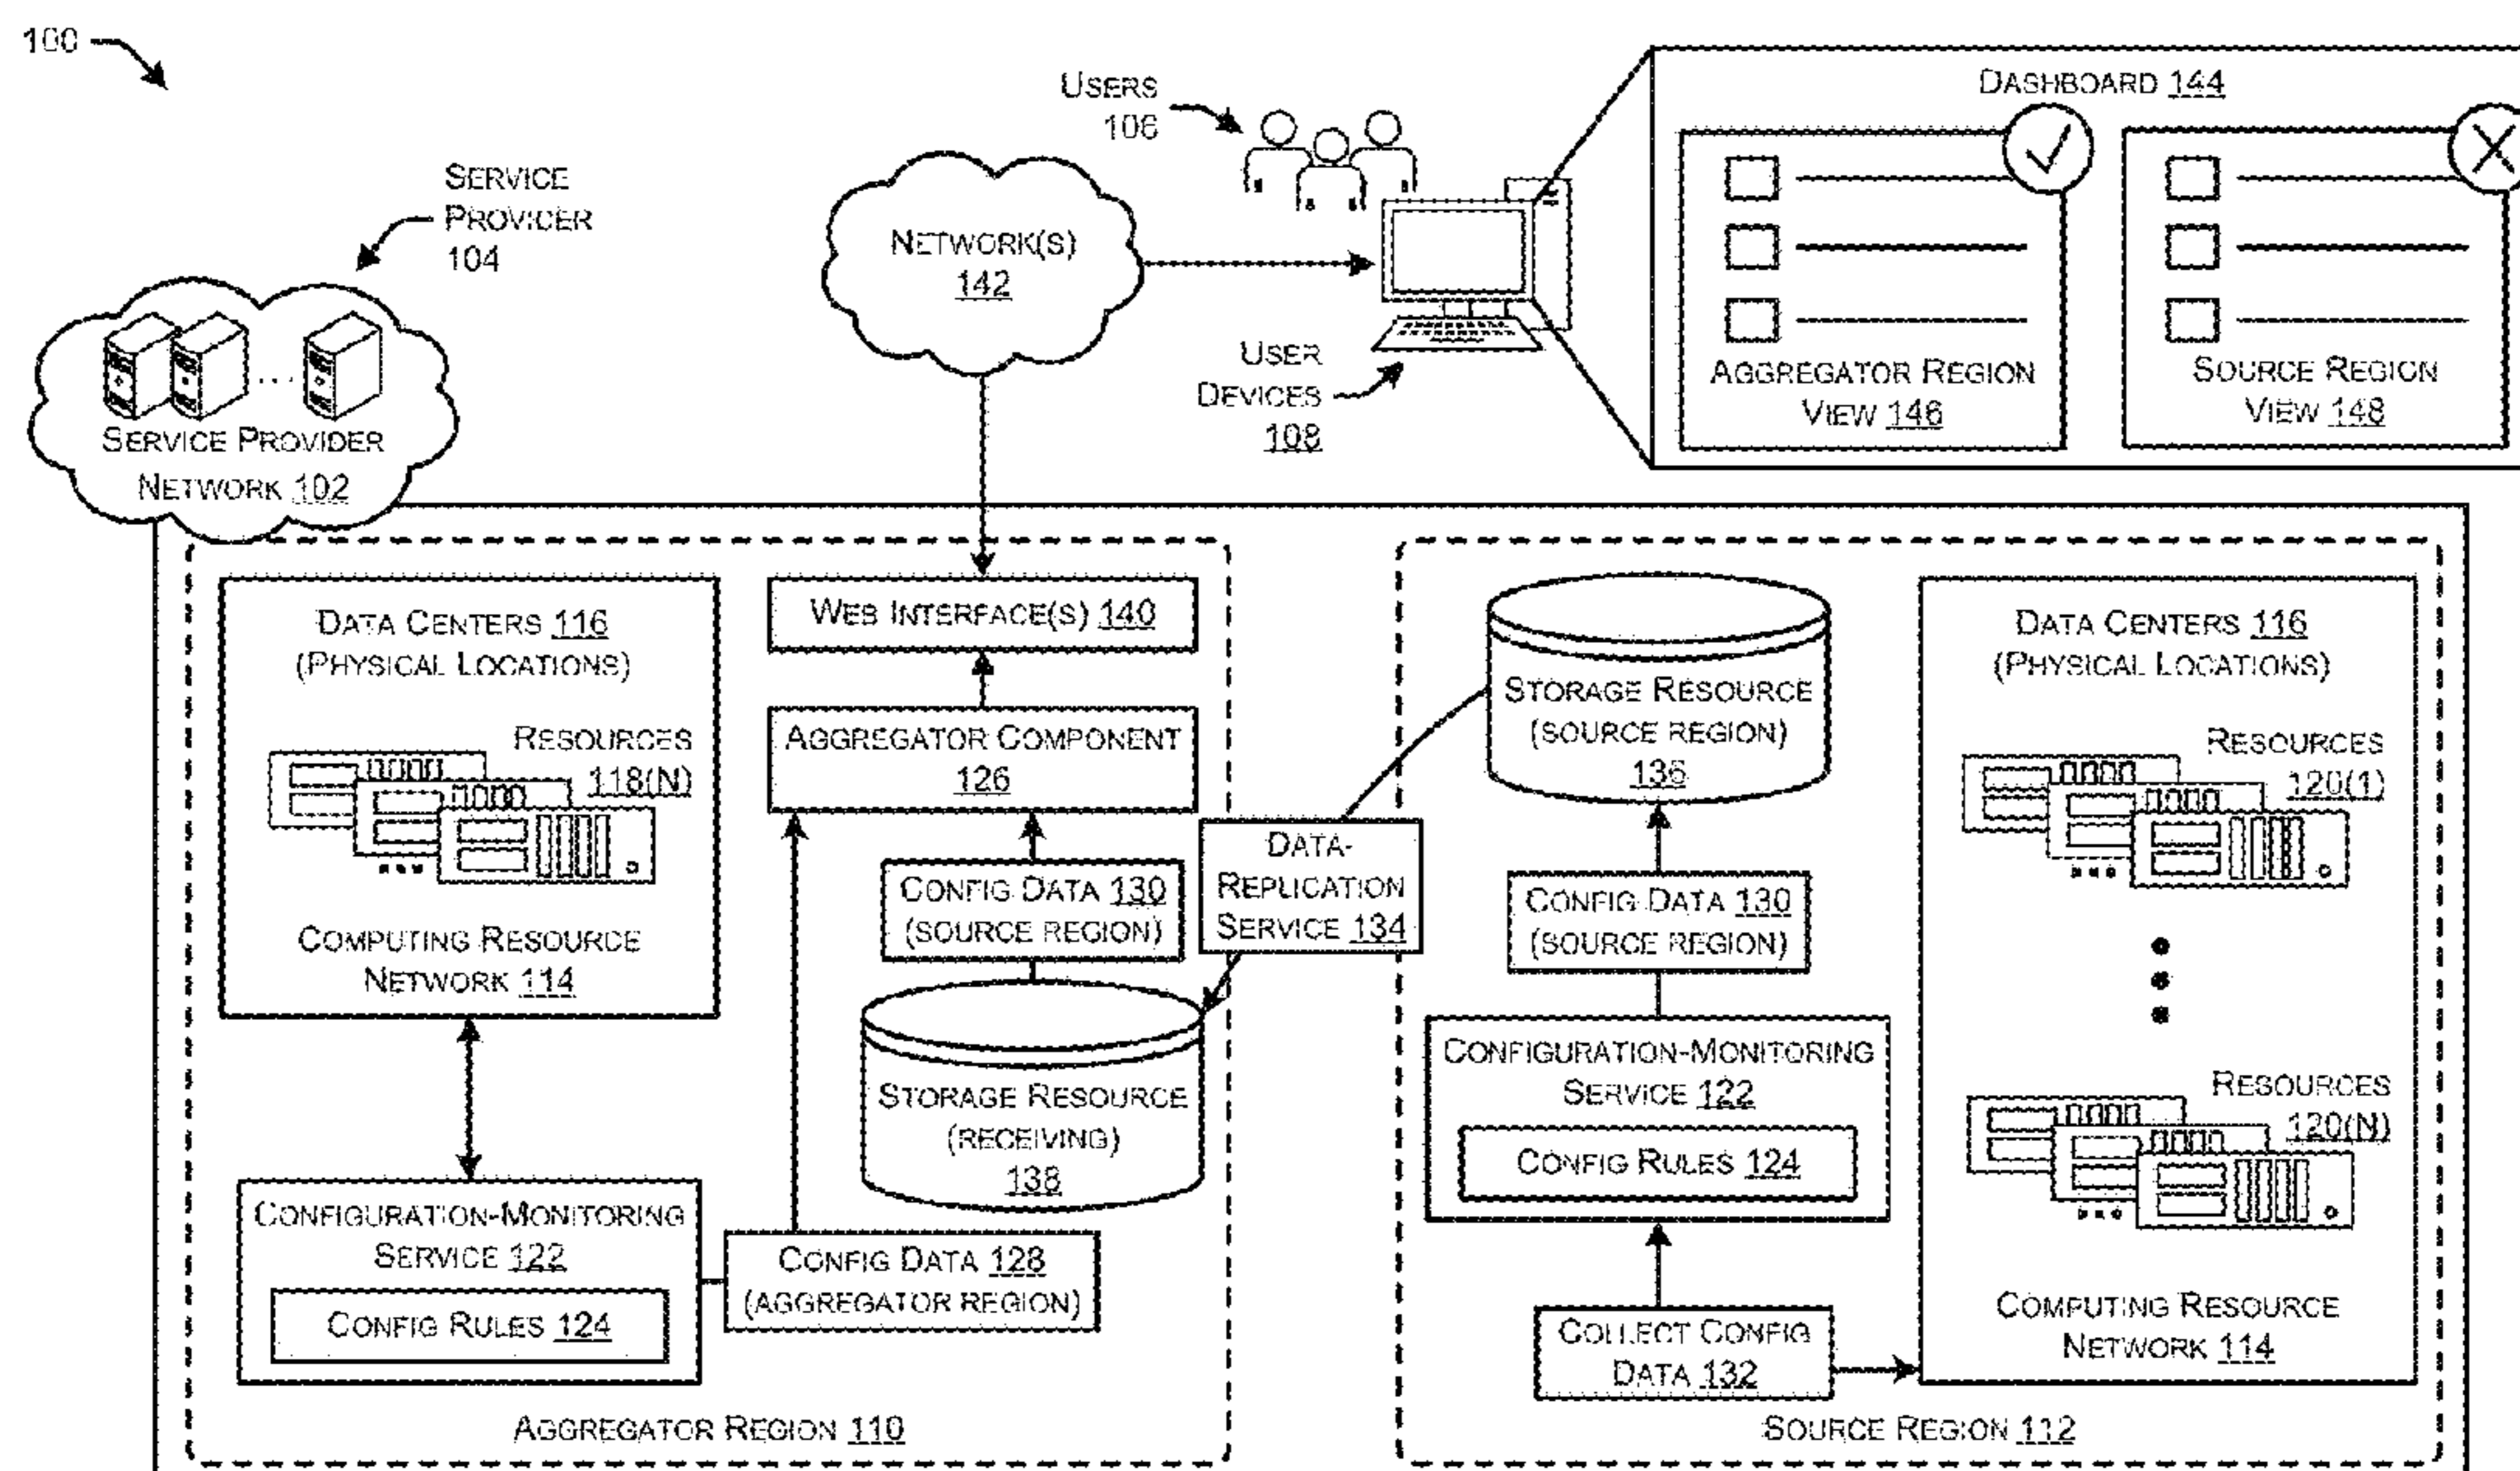 100
USERS
106
SERVICE
PROVIDER
104
SERVICE PROVIDER
NETWORK 102
NETWORK(S)
142
USER
DEVICES
108
DASHBOARD 144
AGGREGATOR REGION
VIEW 146
SOURCE REGION
VIEW 148
DATA CENTERS 116
(PHYSICAL LOCATIONS)
RESOURCES
118(N)
COMPUTING RESOURCE
NETWORK 114
WEB INTERFACE(S) 140
AGGREGATOR COMPONENT
126
CONFIG DATA 130
(SOURCE REGION)
STORAGE RESOURCE
(RECEIVING)
138
CONFIGURATION-MONITORING
SERVICE 122
CONFIG RULES 124
CONFIG DATA 128
(AGGREGATOR REGION)
AGGREGATOR REGION 110
DATA-
REPLICATION
SERVICE 134
STORAGE RESOURCE
(SOURCE REGION)
136
CONFIG DATA 130
(SOURCE REGION)
CONFIGURATION-MONITORING
SERVICE 122
CONFIG RULES 124
COLLECT CONFIG
DATA 132
DATA CENTERS 116
(PHYSICAL LOCATIONS)
RESOURCES
120(1)
RESOURCES
120(N)
COMPUTING RESOURCE
NETWORK 114
SOURCE REGION 112